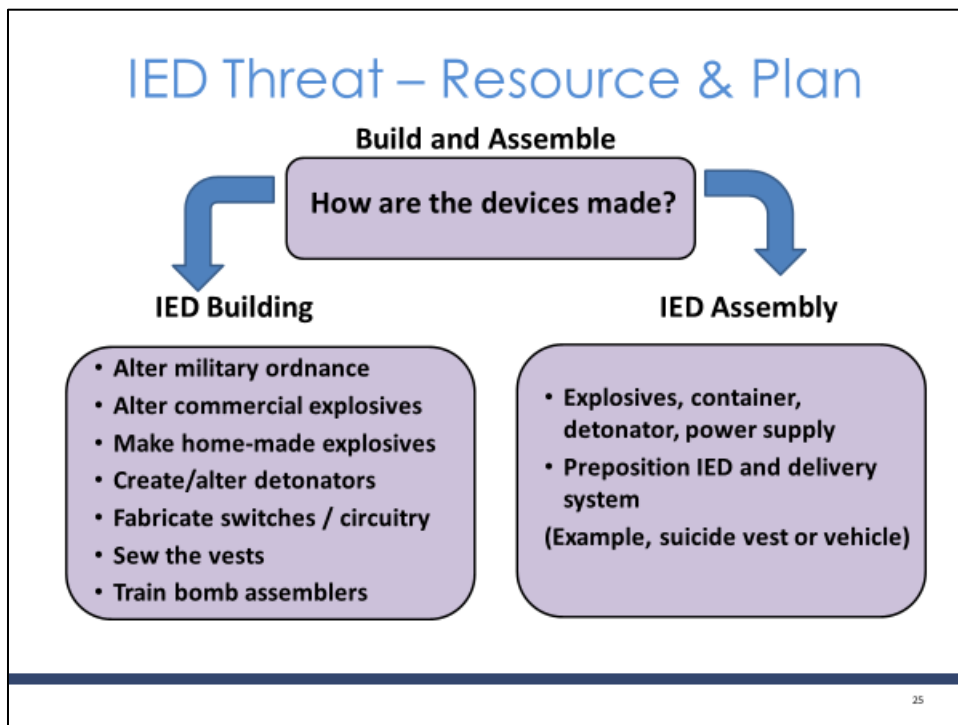 IED Threat – Resource & Plan
Build and Assemble
How are the devices made?
IED Building
• Alter military ordnance
• Alter commercial explosives
• Make home-made explosives
• Create/alter detonators
• Fabricate switches / circuitry
• Sew the vests
• Train bomb assemblers
IED Assembly
• Explosives, container,
detonator, power supply
• Preposition IED and delivery
system
(Example, suicide vest or vehicle)
25